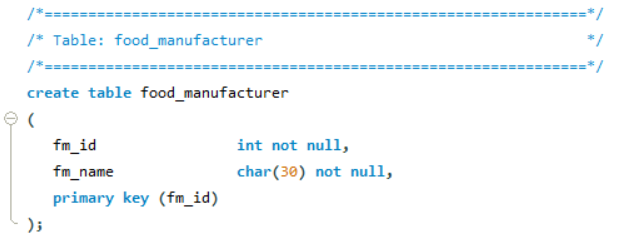 /*==============================================================*/
/* Table: food_manufacturer                                     */
/*==============================================================*/
create table food_manufacturer
(
   fm_id                int not null,
   fm_name              char(30) not null,
   primary key (fm_id)
);